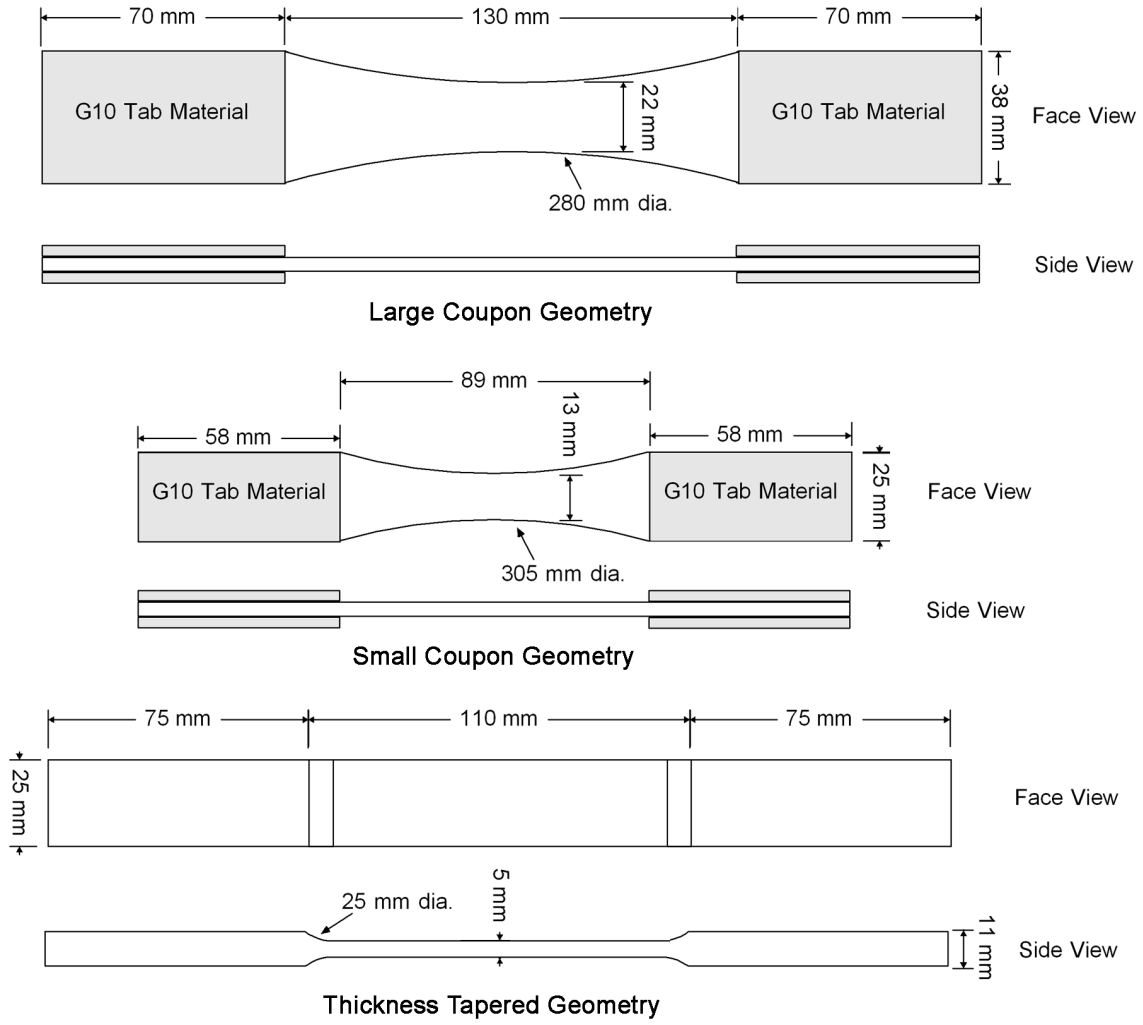 70 mm
130 mm
70 mm
G10 Tab Material
22 mm
G10 Tab Material
38 mm
Face View
280 mm dia.
Side View
Large Coupon Geometry
89 mm
13 mm
58 mm
58 mm
G10 Tab Material
G10 Tab Material
25 mm
Face View
305 mm dia.
Side View
Small Coupon Geometry
75 mm
110 mm
75 mm
25 mm
Face View
25 mm dia.
5 mm
11 mm
Side View
Thickness Tapered Geometry